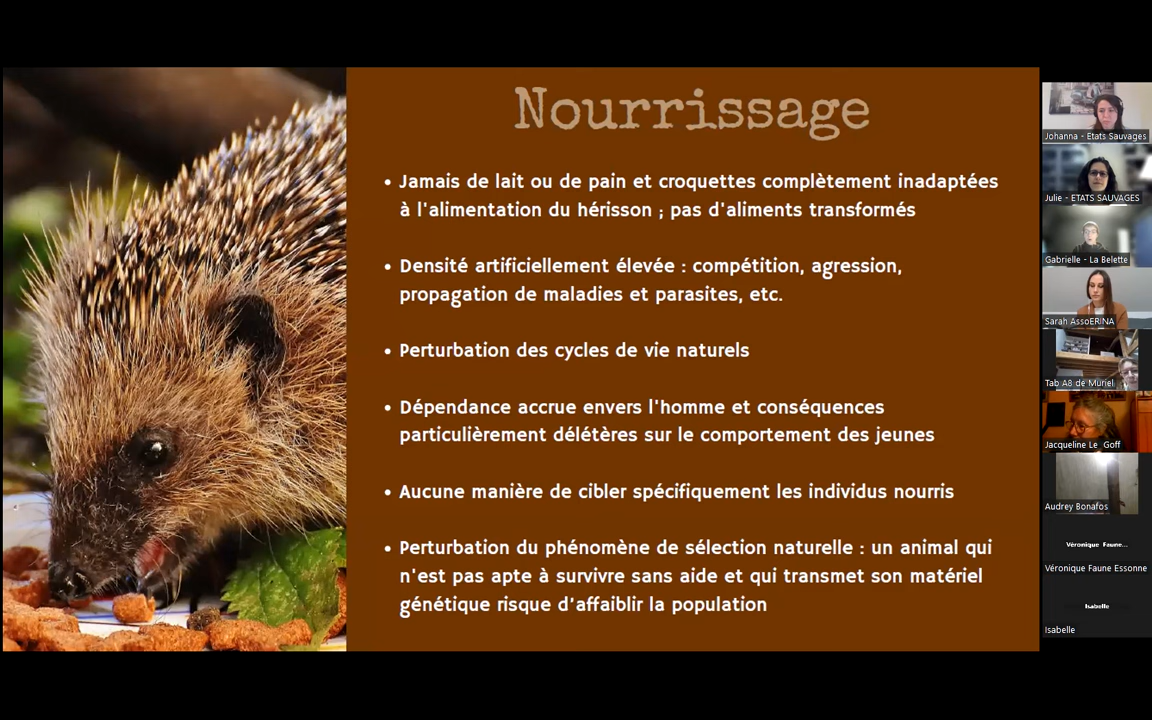 Nourrissage
• Jamais de lait ou de pain et croquettes complètement inadaptées
à l'alimentation du hérisson ; pas d'aliments transformés
• Densité artificiellement élevée : compétition, agression,
propagation de maladies et parasites, etc.
• Perturbation des cycles de vie naturels
• Dépendance accrue envers l'homme et conséquences
particulièrement délétères sur le comportement des jeunes
• Aucune manière de cibler spécifiquement les individus nourris
• Perturbation du phénomène de sélection naturelle : un animal qui
n'est pas apte à survivre sans aide et qui transmet son matériel
génétique risque d'affaiblir la population
Johanna - Etats Sauvages
Julie - ETATS SAUVAGES
Gabrielle - La Belette
Sarah AssoERINA
Tab A8 de Muriel
Jacqueline Le Goff
Audrey Bonafos
Véronique Faune...
Véronique Faune Essonne
Isabelle
Isabelle